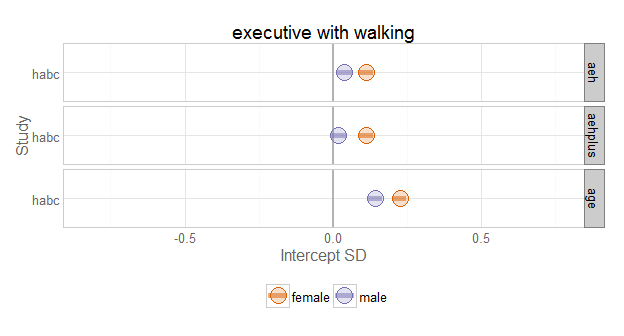 executive with walking
Study
habc
aeh
habc
aehplus
habc
age
-0.5 0.0 0.5
Intercept SD
female male